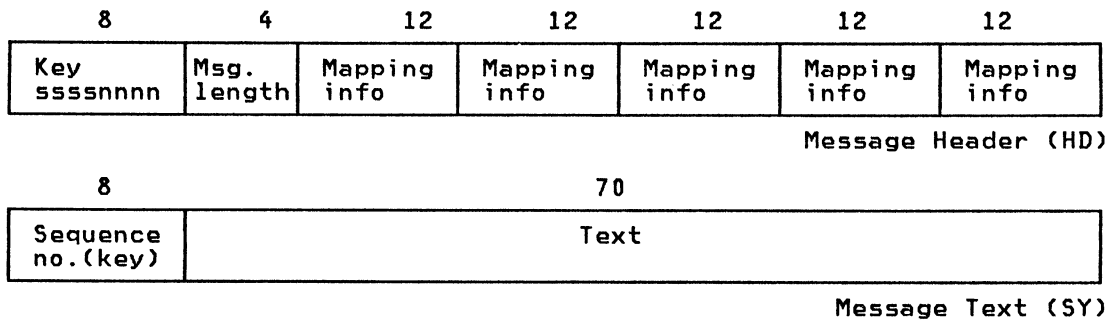 8 4 12 12 12 12 12
Key Msg. Mapping Mapping Mapping Mapping Mapping
ssssnnnn length info info info info info
Message Header (HD)
8 70
Sequence Text
no.(key)
Message Text (SY)